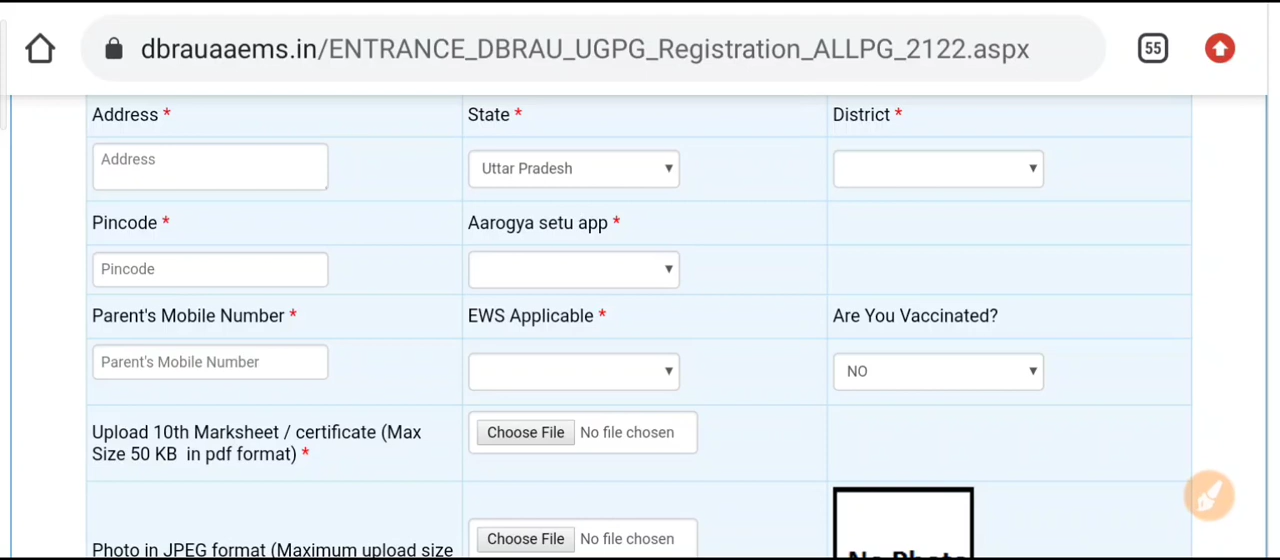 dbrauaaems.in/ENTRANCE_DBRAU_UGPG_Registration_ALLPG_2122.aspx
55
Address *
State *
District *
Address
Uttar Pradesh
Pincode *
Aarogya setu app *
Pincode
Parent's Mobile Number *
EWS Applicable *
Are You Vaccinated?
Parent's Mobile Number
NO
Upload 10th Marksheet / certificate (Max
Size 50 KB in pdf format) *
Choose File No file chosen
Photo in JPEG format (Maximum upload size
Choose File No file chosen
No Photo